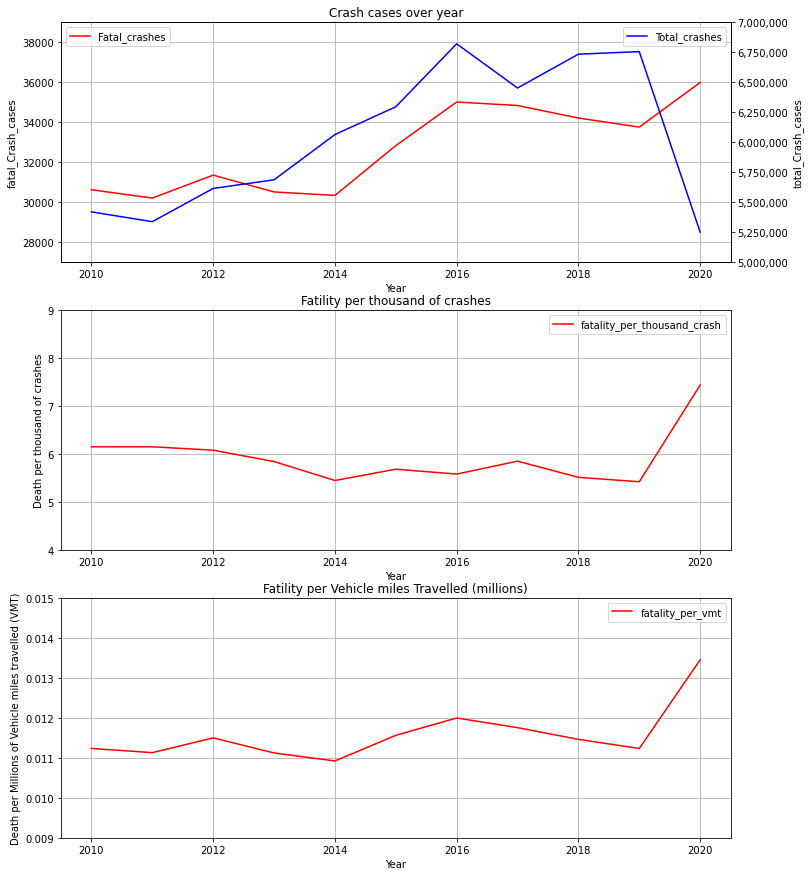 Crash cases over year
Fatal_crashes
Total_crashes
fatal_Crash_cases
38000
36000
34000
32000
30000
28000
7,000,000
6,750,000
6,500,000
6,250,000
6,000,000
5,750,000
5,500,000
5,250,000
5,000,000
total_Crash_cases
2010 2012 2014 2016 2018 2020
Year
Fatility per thousand of crashes
fatality_per_thousand_crash
Death per thousand of crashes
9
8
7
6
5
4
2010 2012 2014 2016 2018 2020
Year
Fatility per Vehicle miles Travelled (millions)
fatality_per_vmt
Death per Millions of Vehicle miles travelled (VMT)
0.015
0.014
0.013
0.012
0.011
0.010
0.009
2010 2012 2014 2016 2018 2020
Year